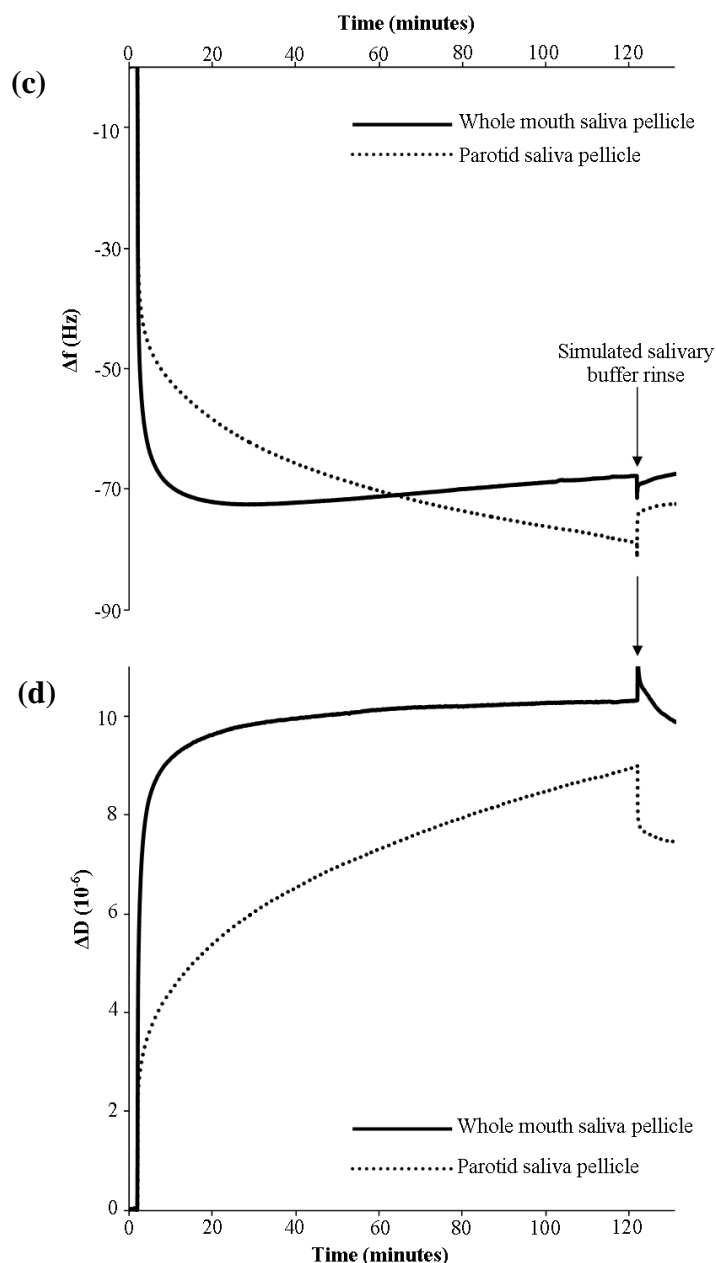 Time (minutes)
0 20 40 60 80 100 120
(c)
Whole mouth saliva pellicle
Parotid saliva pellicle
-10
-30
-50
-70
-90
Δf (Hz)
Simulated salivary
buffer rinse
(d)
10
8
6
4
2
0
ΔD (10⁻⁶)
Whole mouth saliva pellicle
Parotid saliva pellicle
0 20 40 60 80 100 120
Time (minutes)